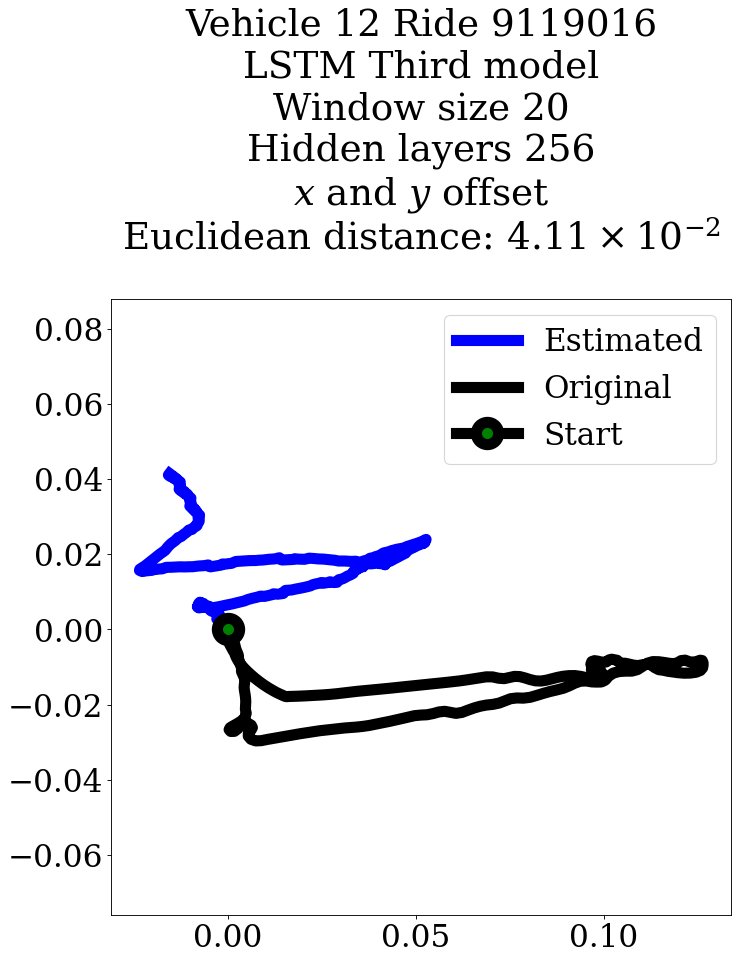 Vehicle 12 Ride 9119016
LSTM Third model
Window size 20
Hidden layers 256
x and y offset
Euclidean distance: 4.11 × 10⁻²
Estimated
Original
Start
0.08
0.06
0.04
0.02
0.00
−0.02
−0.04
−0.06
0.00 0.05 0.10